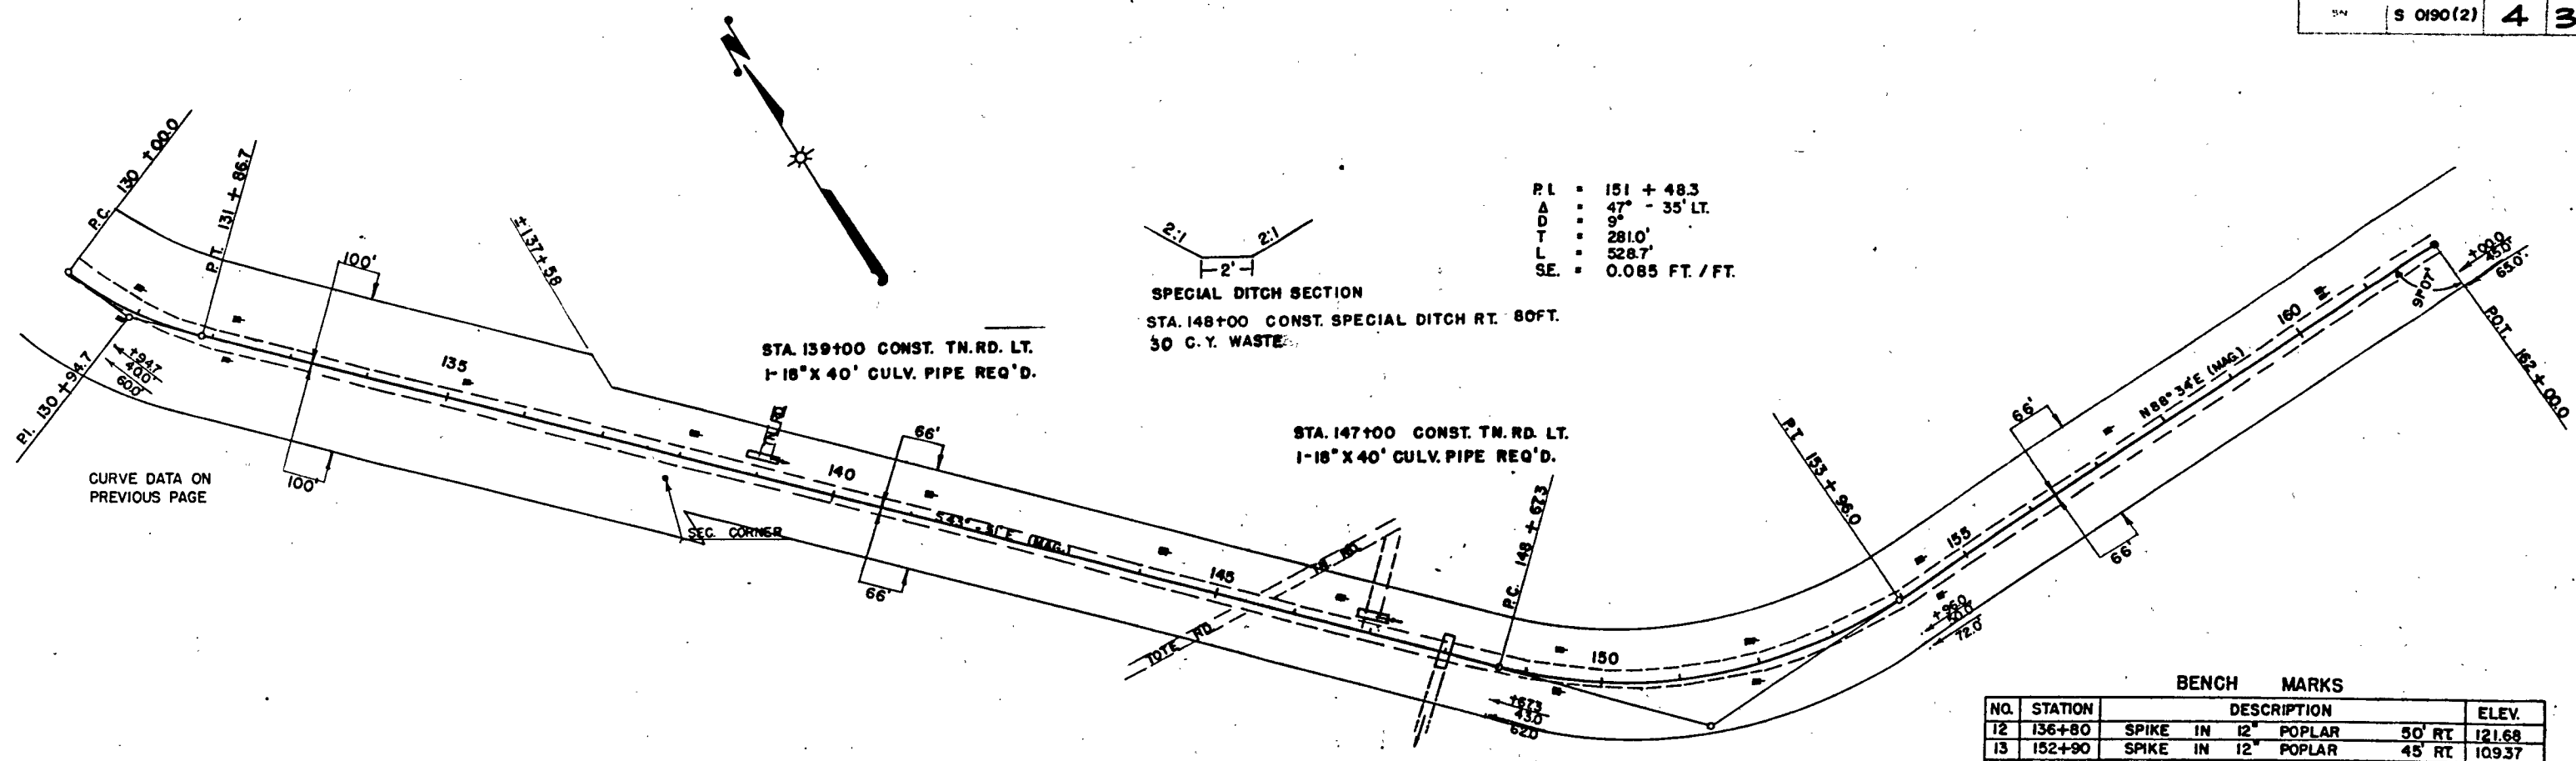 S 0190(2) 4 3
P.C. 130 + 00.0
P.T. 131 + 86.7
P.I. 130 + 94.7
+94.7
40.0
60.0'
CURVE DATA ON
PREVIOUS PAGE
100'
100'
135
±137+58
SEC. CORNER
STA. 139+00 CONST. TN. RD. LT.
1-18" X 40' CULV. PIPE REQ'D.
TN. RD.
140
66'
66'
S 43° - 31' E (MAG.)
2:1
2:1
2'
SPECIAL DITCH SECTION
STA. 148+00 CONST. SPECIAL DITCH RT. 80FT.
30 C.Y. WASTE
P.I. = 151 + 48.3
Δ = 47° - 35' LT.
D = 9°
T = 281.0'
L = 528.7'
S.E. = 0.085 FT. / FT.
STA. 147+00 CONST. TN. RD. LT.
1-18" X 40' CULV. PIPE REQ'D.
145
TOTE RD.
TN. RD.
P.C. 148 + 67.3
+67.3
43.0
62.0
150
P.T. 153 + 96.0
+96.0
50.0'
72.0'
155
66'
66'
N 88° 34' E (MAG.)
160
91°07'
+00.0
45.0'
65.0'
P.O.T. 162 + 00.0
BENCH MARKS
NO. STATION DESCRIPTION ELEV.
12 136+80 SPIKE IN 12" POPLAR 50' RT. 121.68
13 152+90 SPIKE IN 12" POPLAR 45' RT. 109.37